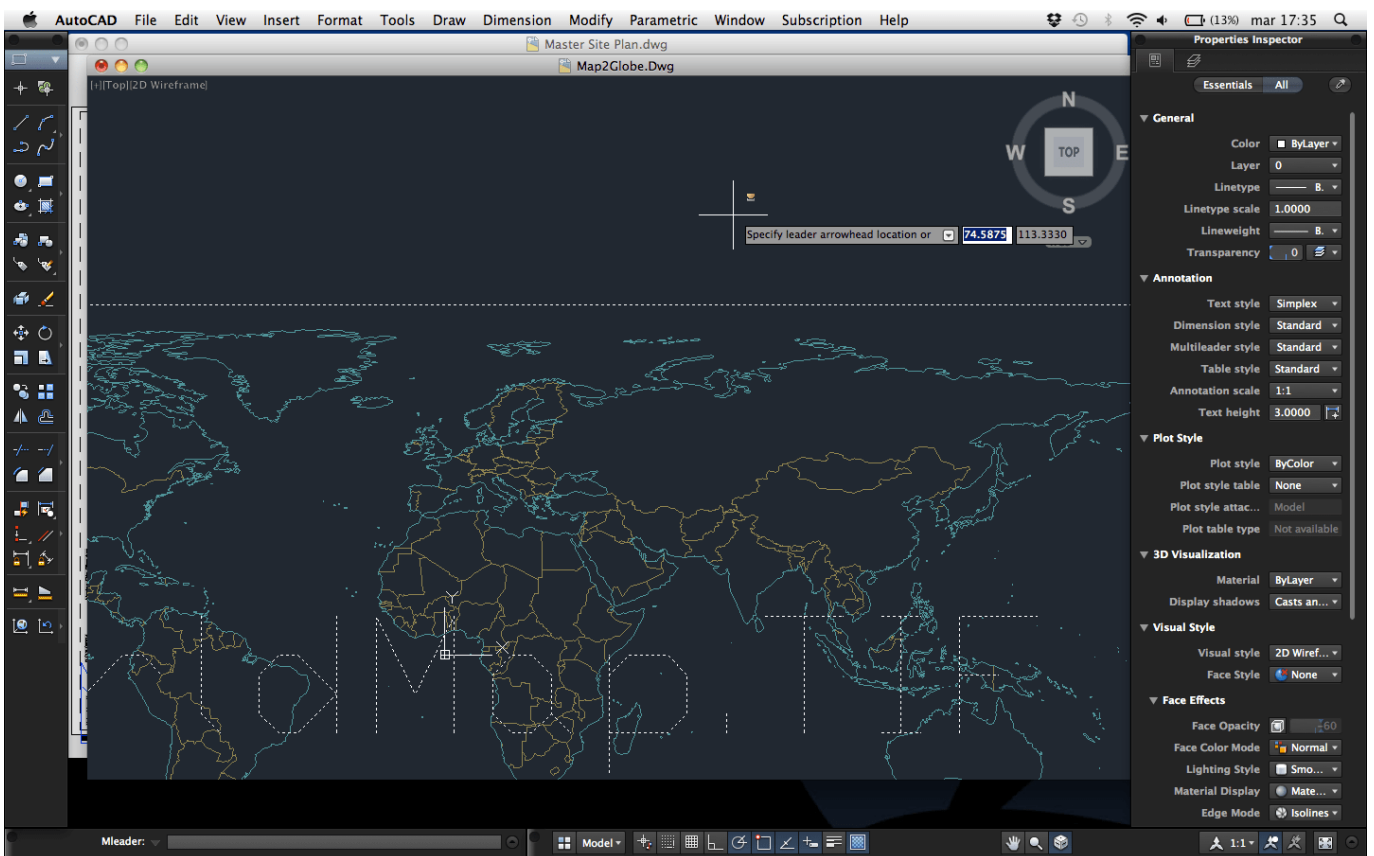 AutoCAD File Edit View Insert Format Tools Draw Dimension Modify Parametric Window Subscription Help (13%) mar 17:35
Master Site Plan.dwg
Map2Globe.Dwg
[+][Top][2D Wireframe]
N
W TOP E
S
Specify leader arrowhead location or 74.5875 113.3330
Y
X
Properties Inspector
Essentials All
General
Color ByLayer
Layer 0
Linetype B.
Linetype scale 1.0000
Lineweight B.
Transparency 0
Annotation
Text style Simplex
Dimension style Standard
Multileader style Standard
Table style Standard
Annotation scale 1:1
Text height 3.0000
Plot Style
Plot style ByColor
Plot style table None
Plot style attac... Model
Plot table type Not available
3D Visualization
Material ByLayer
Display shadows Casts an...
Visual Style
Visual style 2D Wiref...
Face Style None
Face Effects
Face Opacity -60
Face Color Mode Normal
Lighting Style Smo...
Material Display Mate...
Edge Mode Isolines
Mleader: Model 1:1